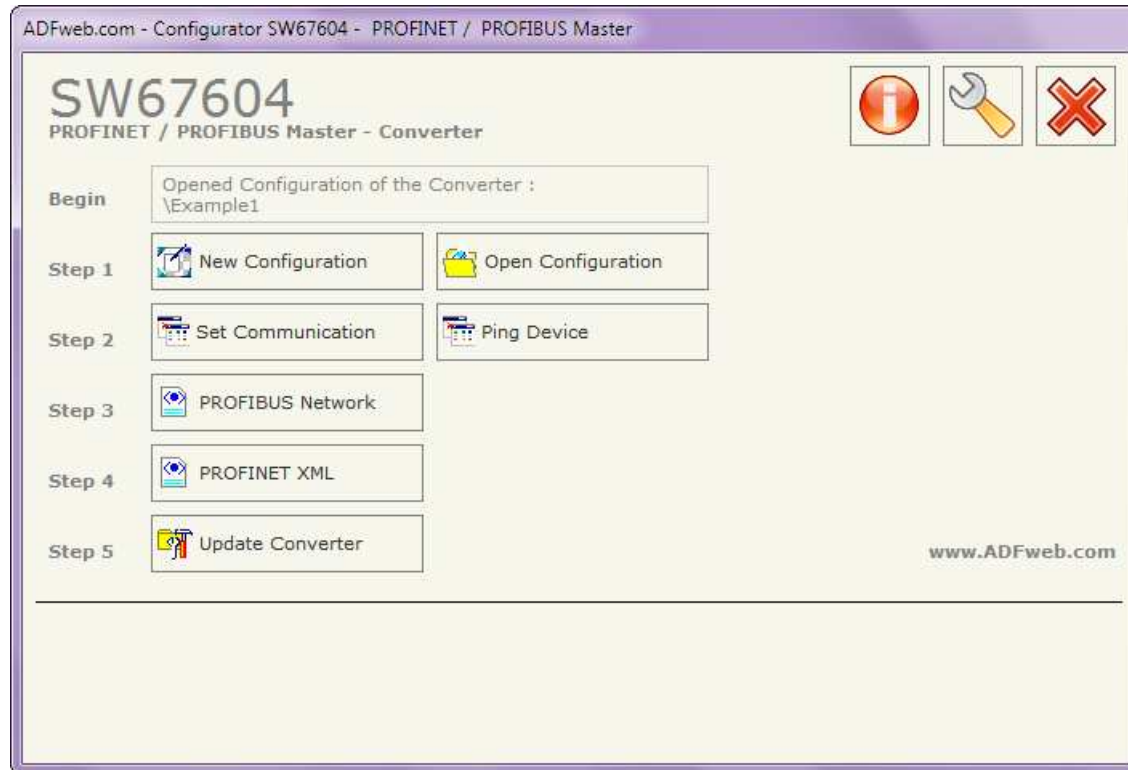 ADFweb.com - Configurator SW67604 - PROFINET / PROFIBUS Master
SW67604
PROFINET / PROFIBUS Master - Converter
Begin
Opened Configuration of the Converter :
\Example1
Step 1
New Configuration
Open Configuration
Step 2
Set Communication
Ping Device
Step 3
PROFIBUS Network
Step 4
PROFINET XML
Step 5
Update Converter
www.ADFweb.com